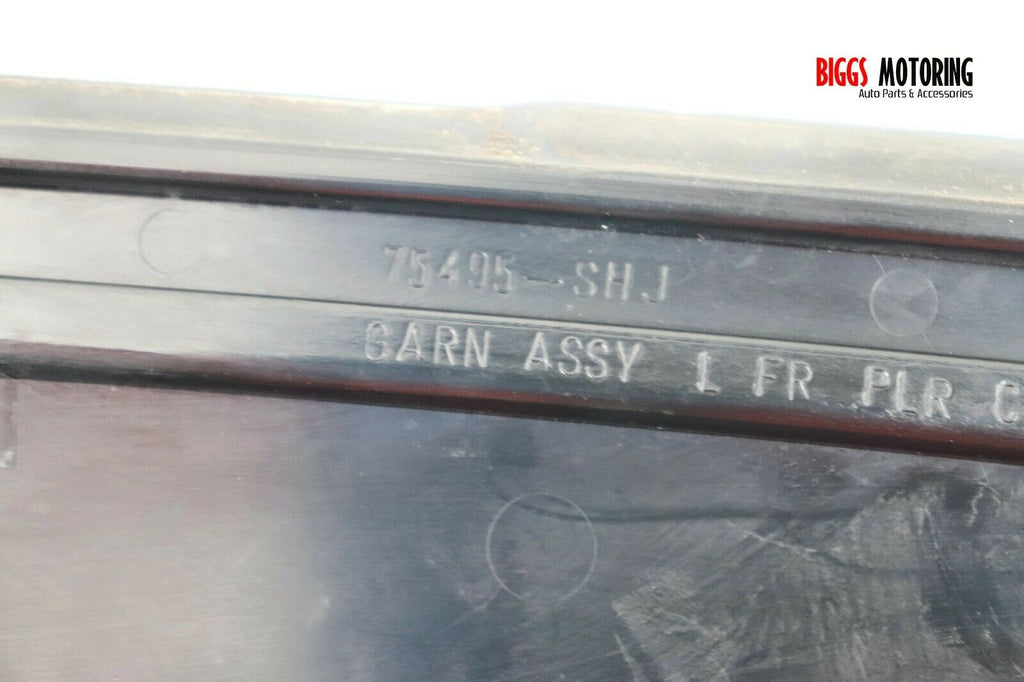 BIGGS MOTORING
Auto Parts & Accessories
75495-SHJ
GARN ASSY L FR PLR C